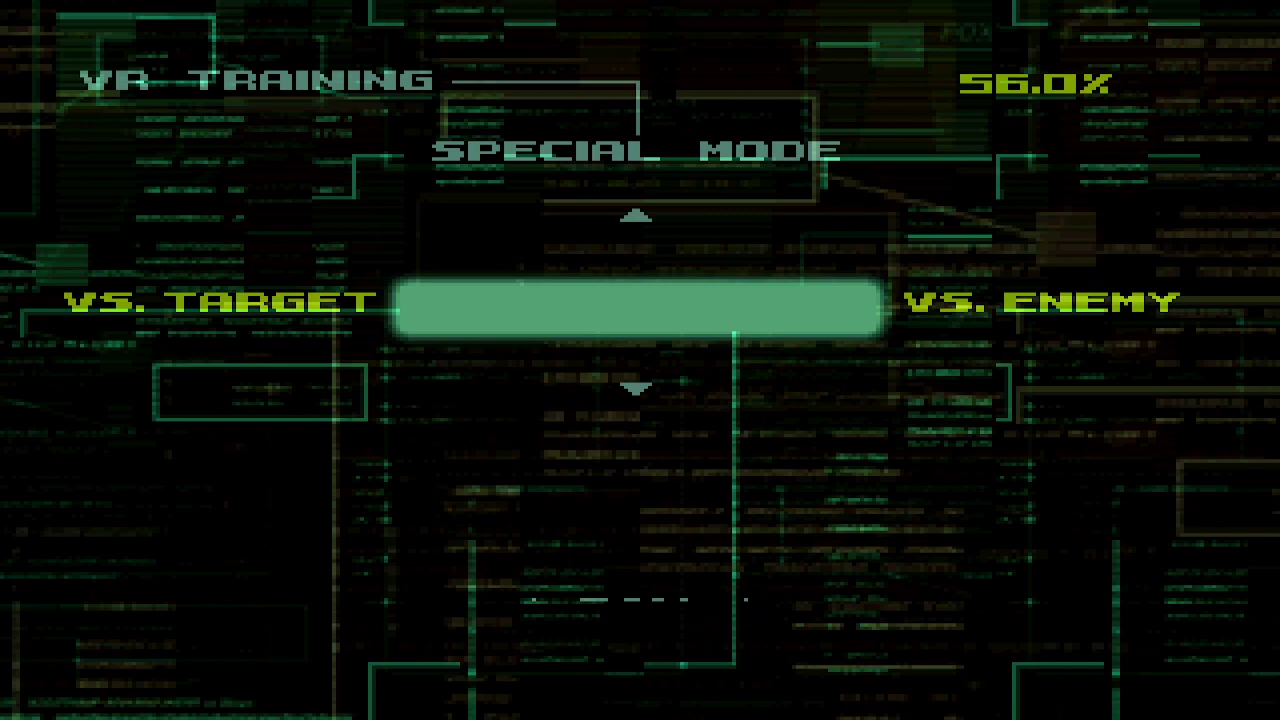 VR TRAINING
56.0%
SPECIAL MODE
VS. TARGET
VS. ENEMY